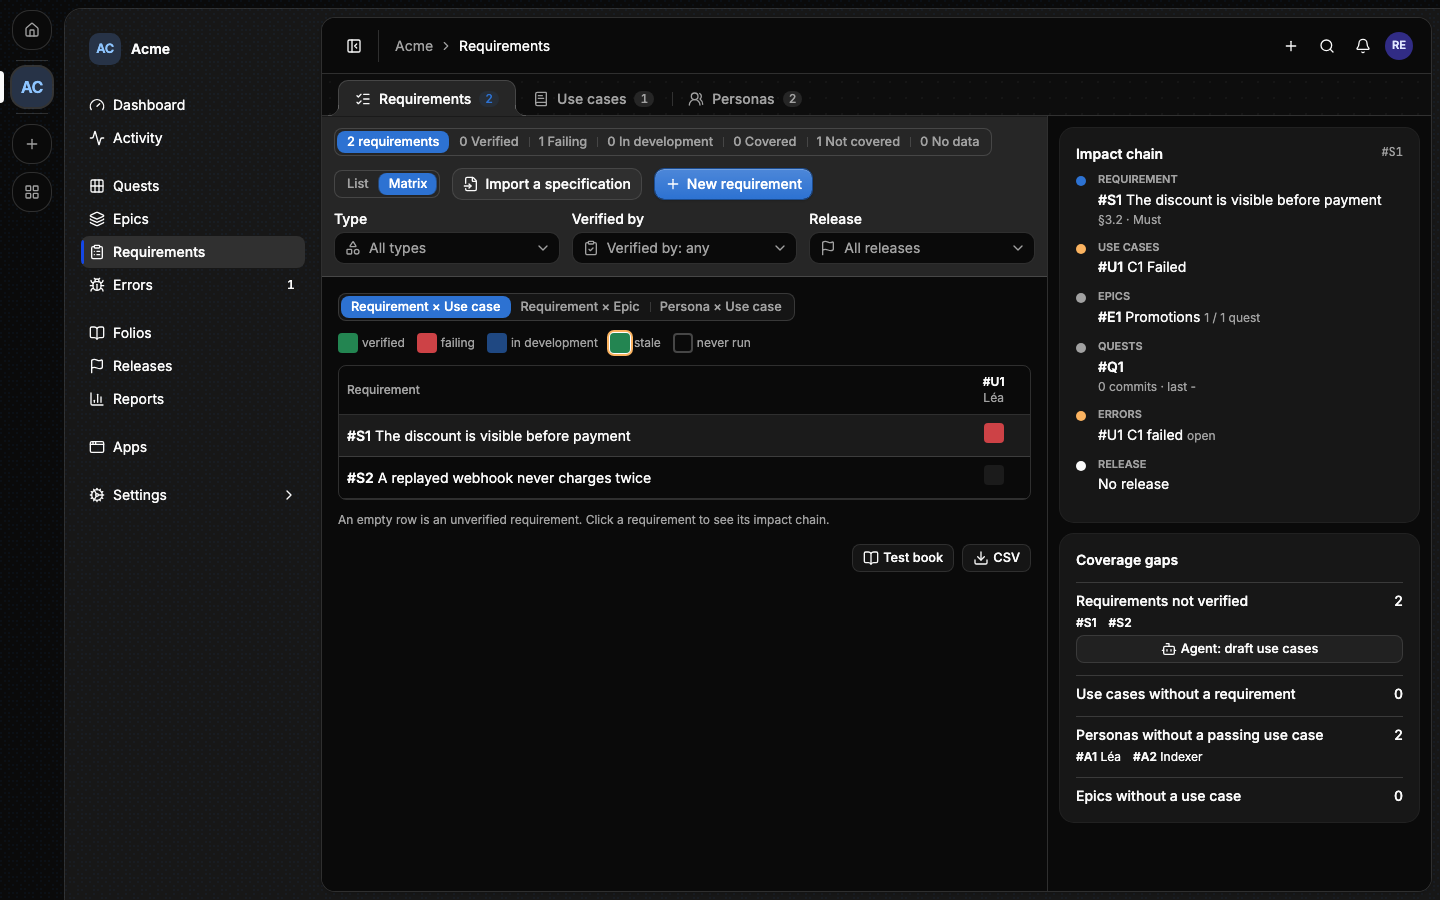 AC Acme
Dashboard
Activity
Quests
Epics
Requirements
Errors 1
Folios
Releases
Reports
Apps
Settings
AC
Acme > Requirements
RE
Requirements 2
Use cases 1
Personas 2
2 requirements 0 Verified 1 Failing 0 In development 0 Covered 1 Not covered 0 No data
List Matrix Import a specification + New requirement
Type Verified by Release
All types Verified by: any All releases
Requirement × Use case Requirement × Epic Persona × Use case
verified failing in development stale never run
Requirement #U1
Léa
#S1 The discount is visible before payment
#S2 A replayed webhook never charges twice
An empty row is an unverified requirement. Click a requirement to see its impact chain.
Test book CSV
Impact chain #S1
REQUIREMENT
#S1 The discount is visible before payment
§3.2 · Must
USE CASES
#U1 C1 Failed
EPICS
#E1 Promotions 1 / 1 quest
QUESTS
#Q1
0 commits · last -
ERRORS
#U1 C1 failed open
RELEASE
No release
Coverage gaps
Requirements not verified 2
#S1 #S2
Agent: draft use cases
Use cases without a requirement 0
Personas without a passing use case 2
#A1 Léa #A2 Indexer
Epics without a use case 0